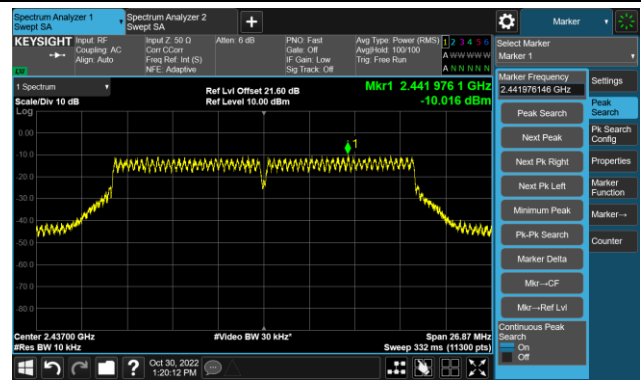 Spectrum Analyzer 1
Swept SA
Spectrum Analyzer 2
Swept SA
+
Marker
KEYSIGHT
Input: RF
Coupling: AC
Align: Auto
Input Z: 50 Ω
Corr CCorr
Freq Ref: Int (S)
NFE: Adaptive
Atten: 6 dB
PNO: Fast
Gate: Off
IF Gain: Low
Sig Track: Off
Avg Type: Power (RMS)
Avg|Hold: 100/100
Trig: Free Run
1 2 3 4 5 6
A W W W W W
A N N N N N
LW
Select Marker
Marker 1
1 Spectrum
Scale/Div 10 dB
Log
Ref Lvl Offset 21.60 dB
Ref Level 10.00 dBm
Mkr1 2.441 976 1 GHz
-10.016 dBm
0.00
-10.0
-20.0
-30.0
-40.0
-50.0
-60.0
-70.0
-80.0
1
Center 2.43700 GHz
#Res BW 10 kHz
#Video BW 30 kHz*
Span 26.87 MHz
Sweep 332 ms (11300 pts)
Marker Frequency
2.441976146 GHz
Peak Search
Next Peak
Next Pk Right
Next Pk Left
Minimum Peak
Pk-Pk Search
Marker Delta
Mkr→CF
Mkr→Ref Lvl
Continuous Peak
Search
On
Off
Settings
Peak
Search
Pk Search
Config
Properties
Marker
Function
Marker→
Counter
?
Oct 30, 2022
1:20:12 PM